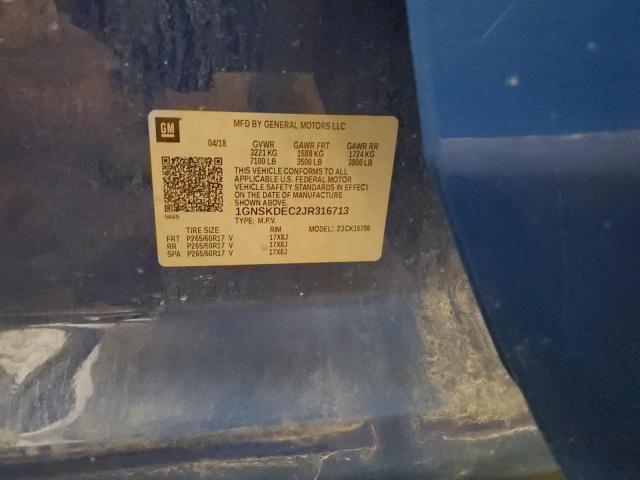 GM
MFD BY GENERAL MOTORS LLC
04/18 GVWR GAWR FRT GAWR RR
3221 KG 1588 KG 1724 KG
7100 LB 3500 LB 3800 LB
THIS VEHICLE CONFORMS TO ALL
APPLICABLE U.S. FEDERAL MOTOR
VEHICLE SAFETY STANDARDS IN EFFECT
ON THE DATE OF MANUFACTURE
SHOWN ABOVE.
5665
1GNSKDEC2JR316713
TYPE: M.P.V.
TIRE SIZE RIM MODEL: 23CK15706
FRT P265/60R17 V 17X8J
RR P265/60R17 V 17X8J
SPA P265/60R17 V 17X8J